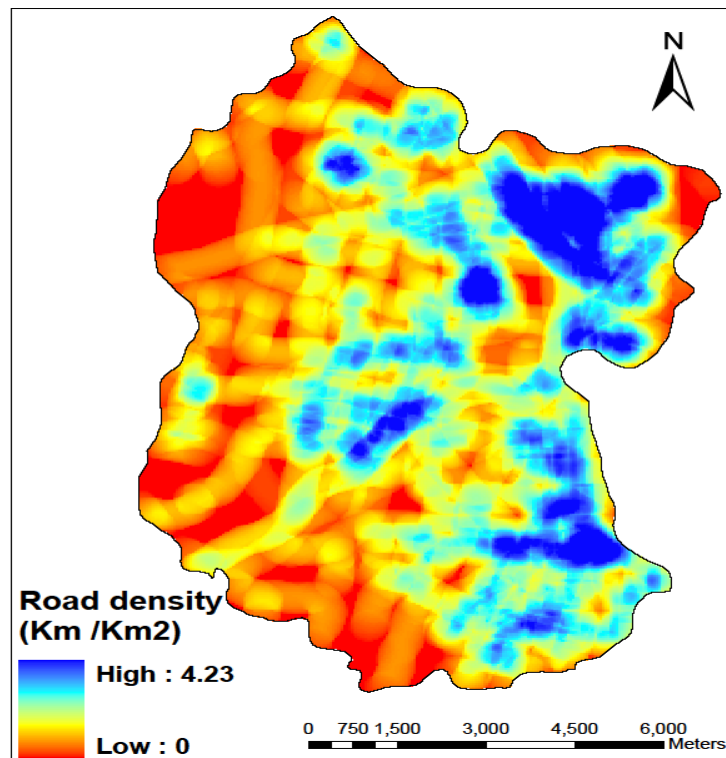 N
Road density
(Km /Km2)
High : 4.23
Low : 0
0 750 1,500 3,000 4,500 6,000
Meters